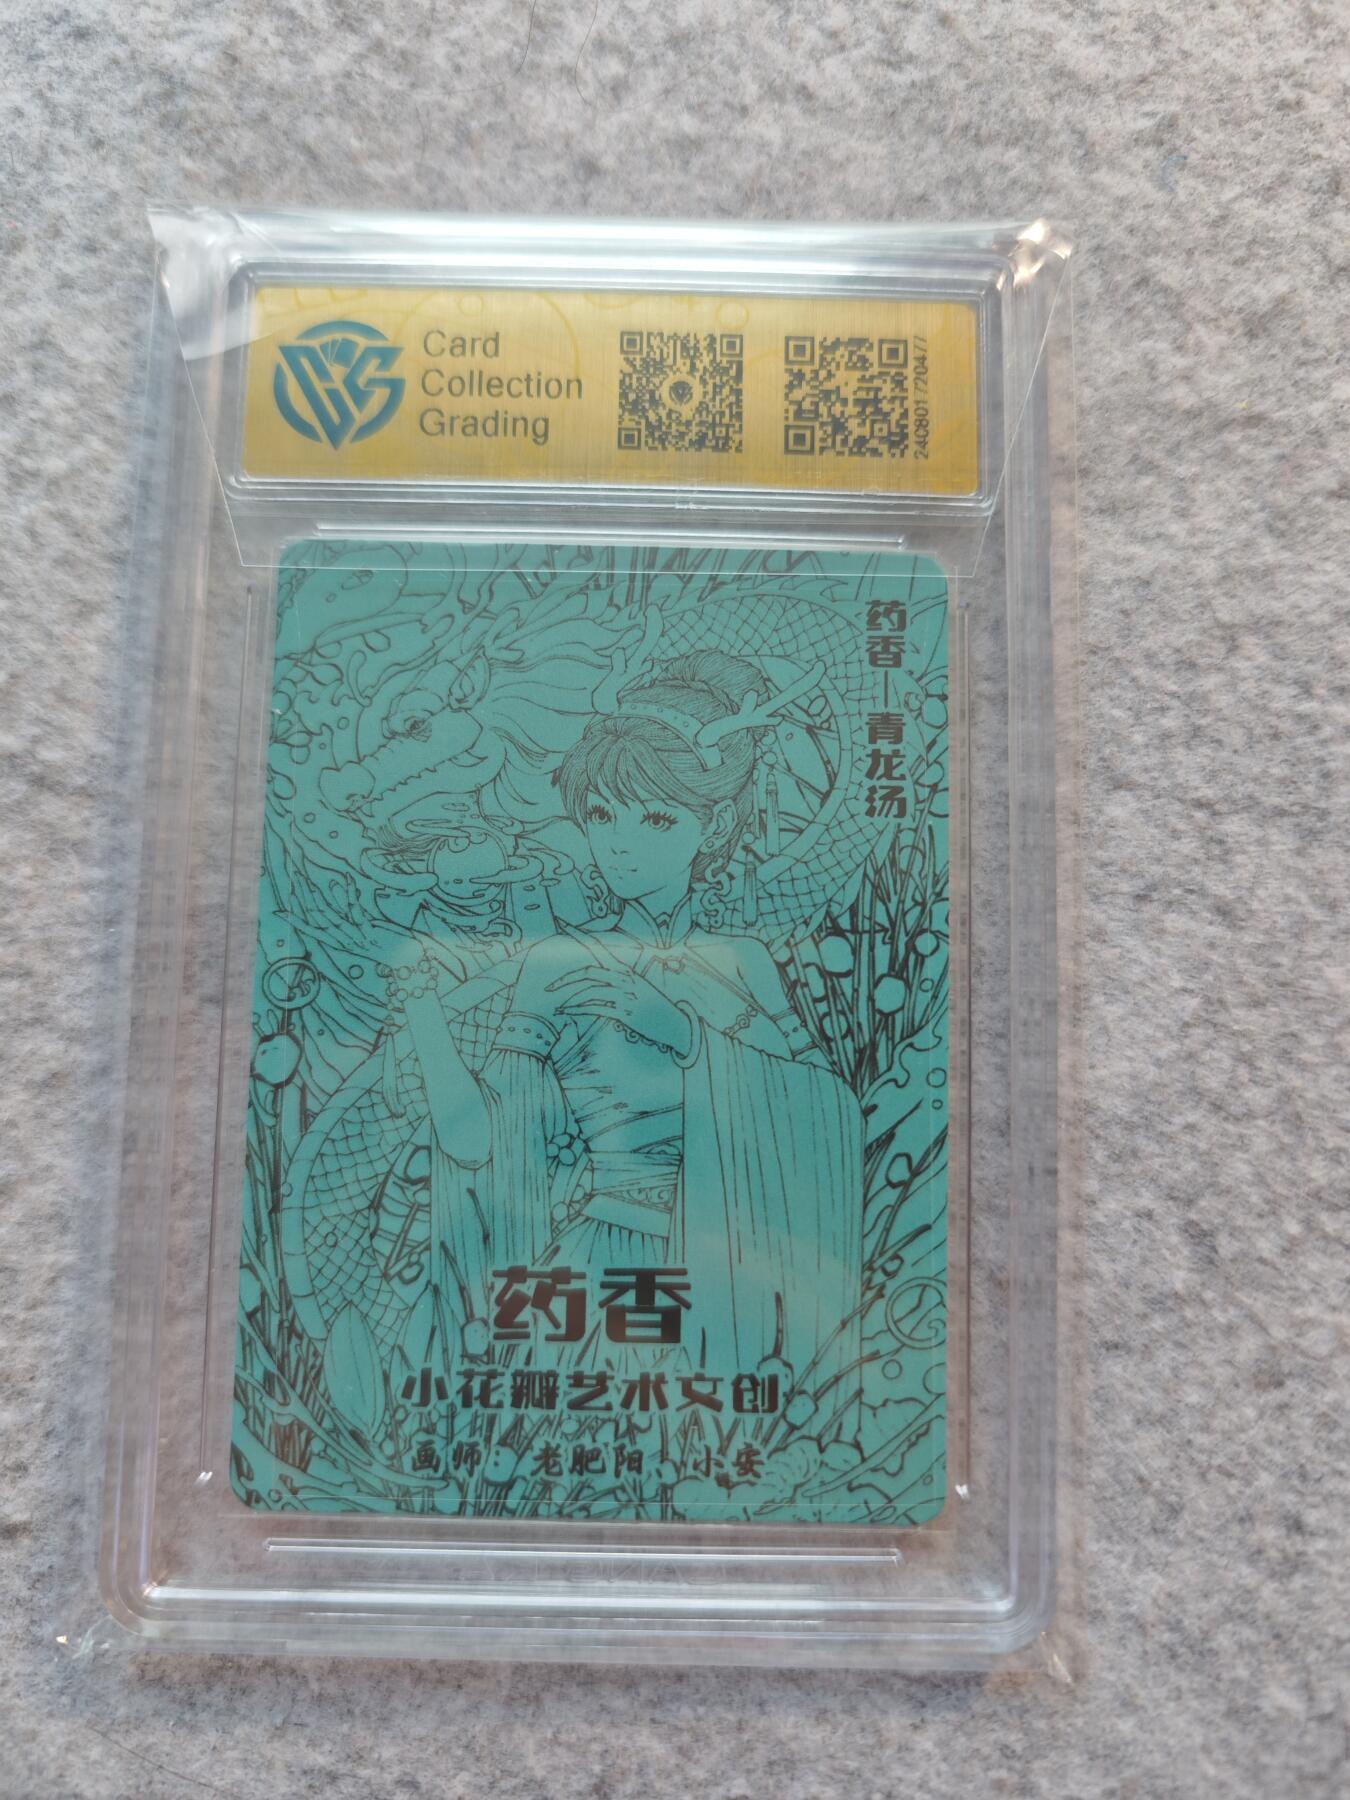 Card
Collection
Grading
2408017720477
药香—青龙汤
药香
小花瓣艺术文创
画师：老肥阳、小安